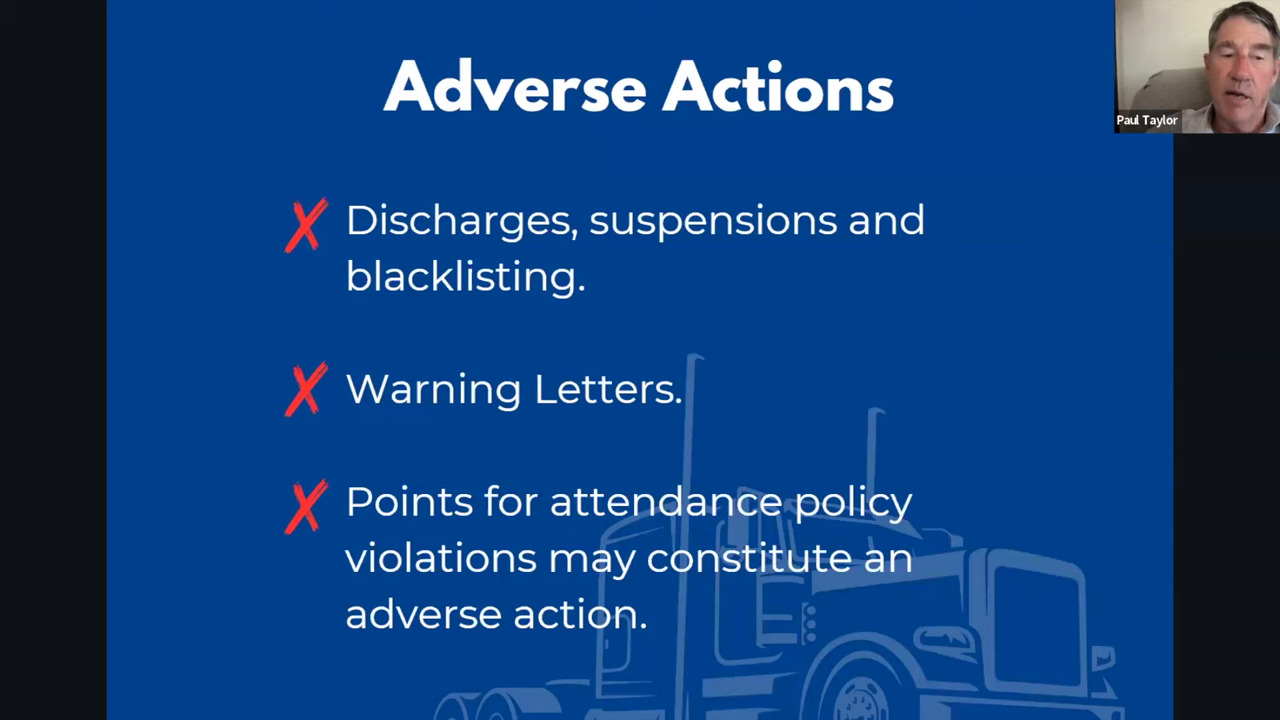 Adverse Actions
Paul Taylor
Discharges, suspensions and
blacklisting.
Warning Letters.
Points for attendance policy
violations may constitute an
adverse action.